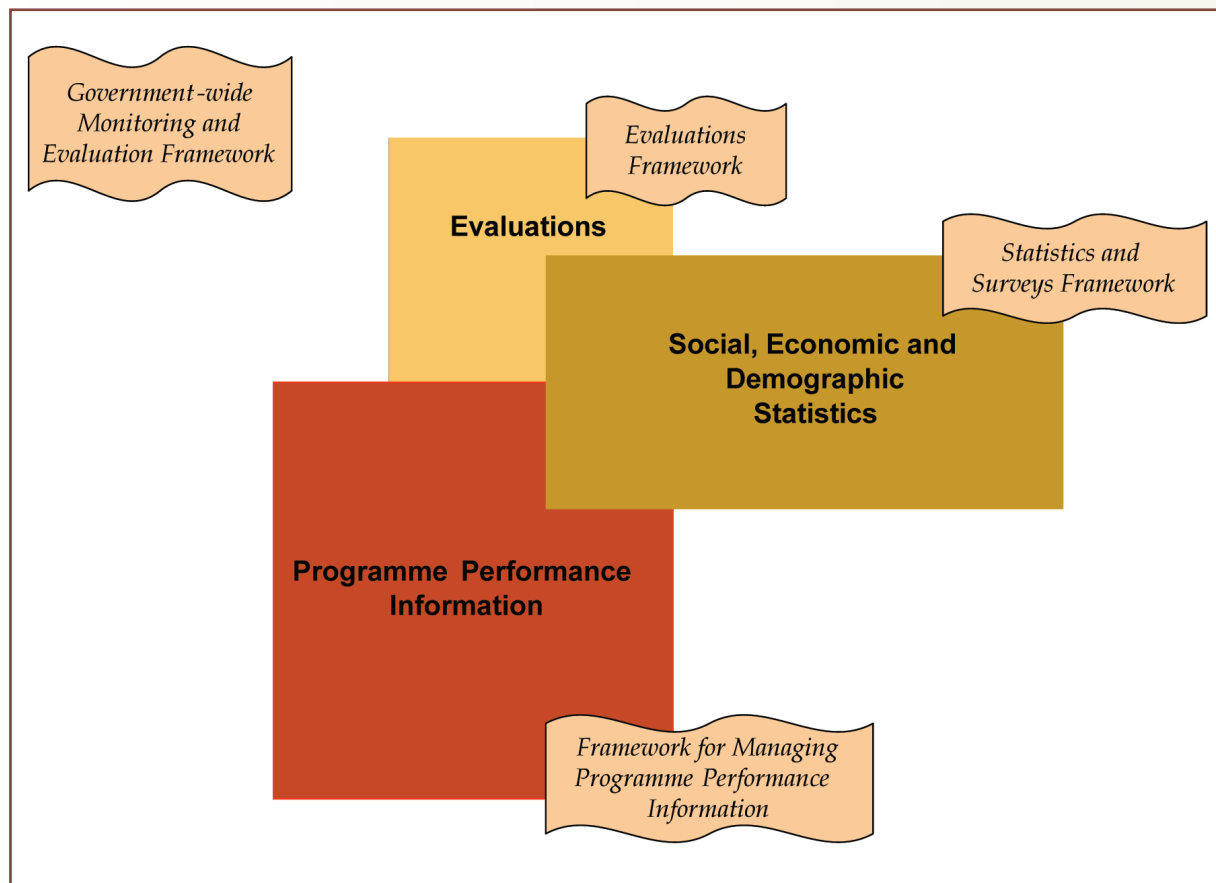 Government-wide
Monitoring and
Evaluation Framework
Evaluations
Framework
Evaluations
Statistics and
Surveys Framework
Social, Economic and
Demographic
Statistics
Programme Performance
Information
Framework for Managing
Programme Performance
Information